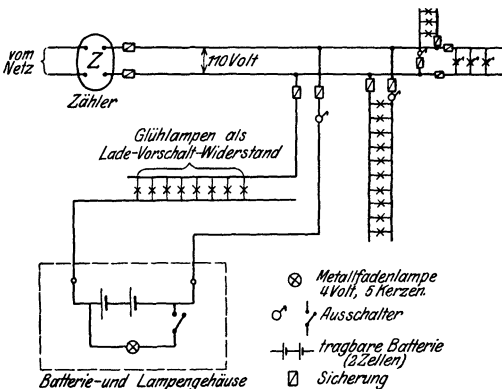 vom
Netz
Z
Zähler
110 Volt
Glühlampen als
Lade-Vorschalt-Widerstand
Metallfadenlampe
4 Volt, 5 Kerzen.
Ausschalter
tragbare Batterie
(2 Zellen)
Sicherung
Batterie- und Lampengehäuse